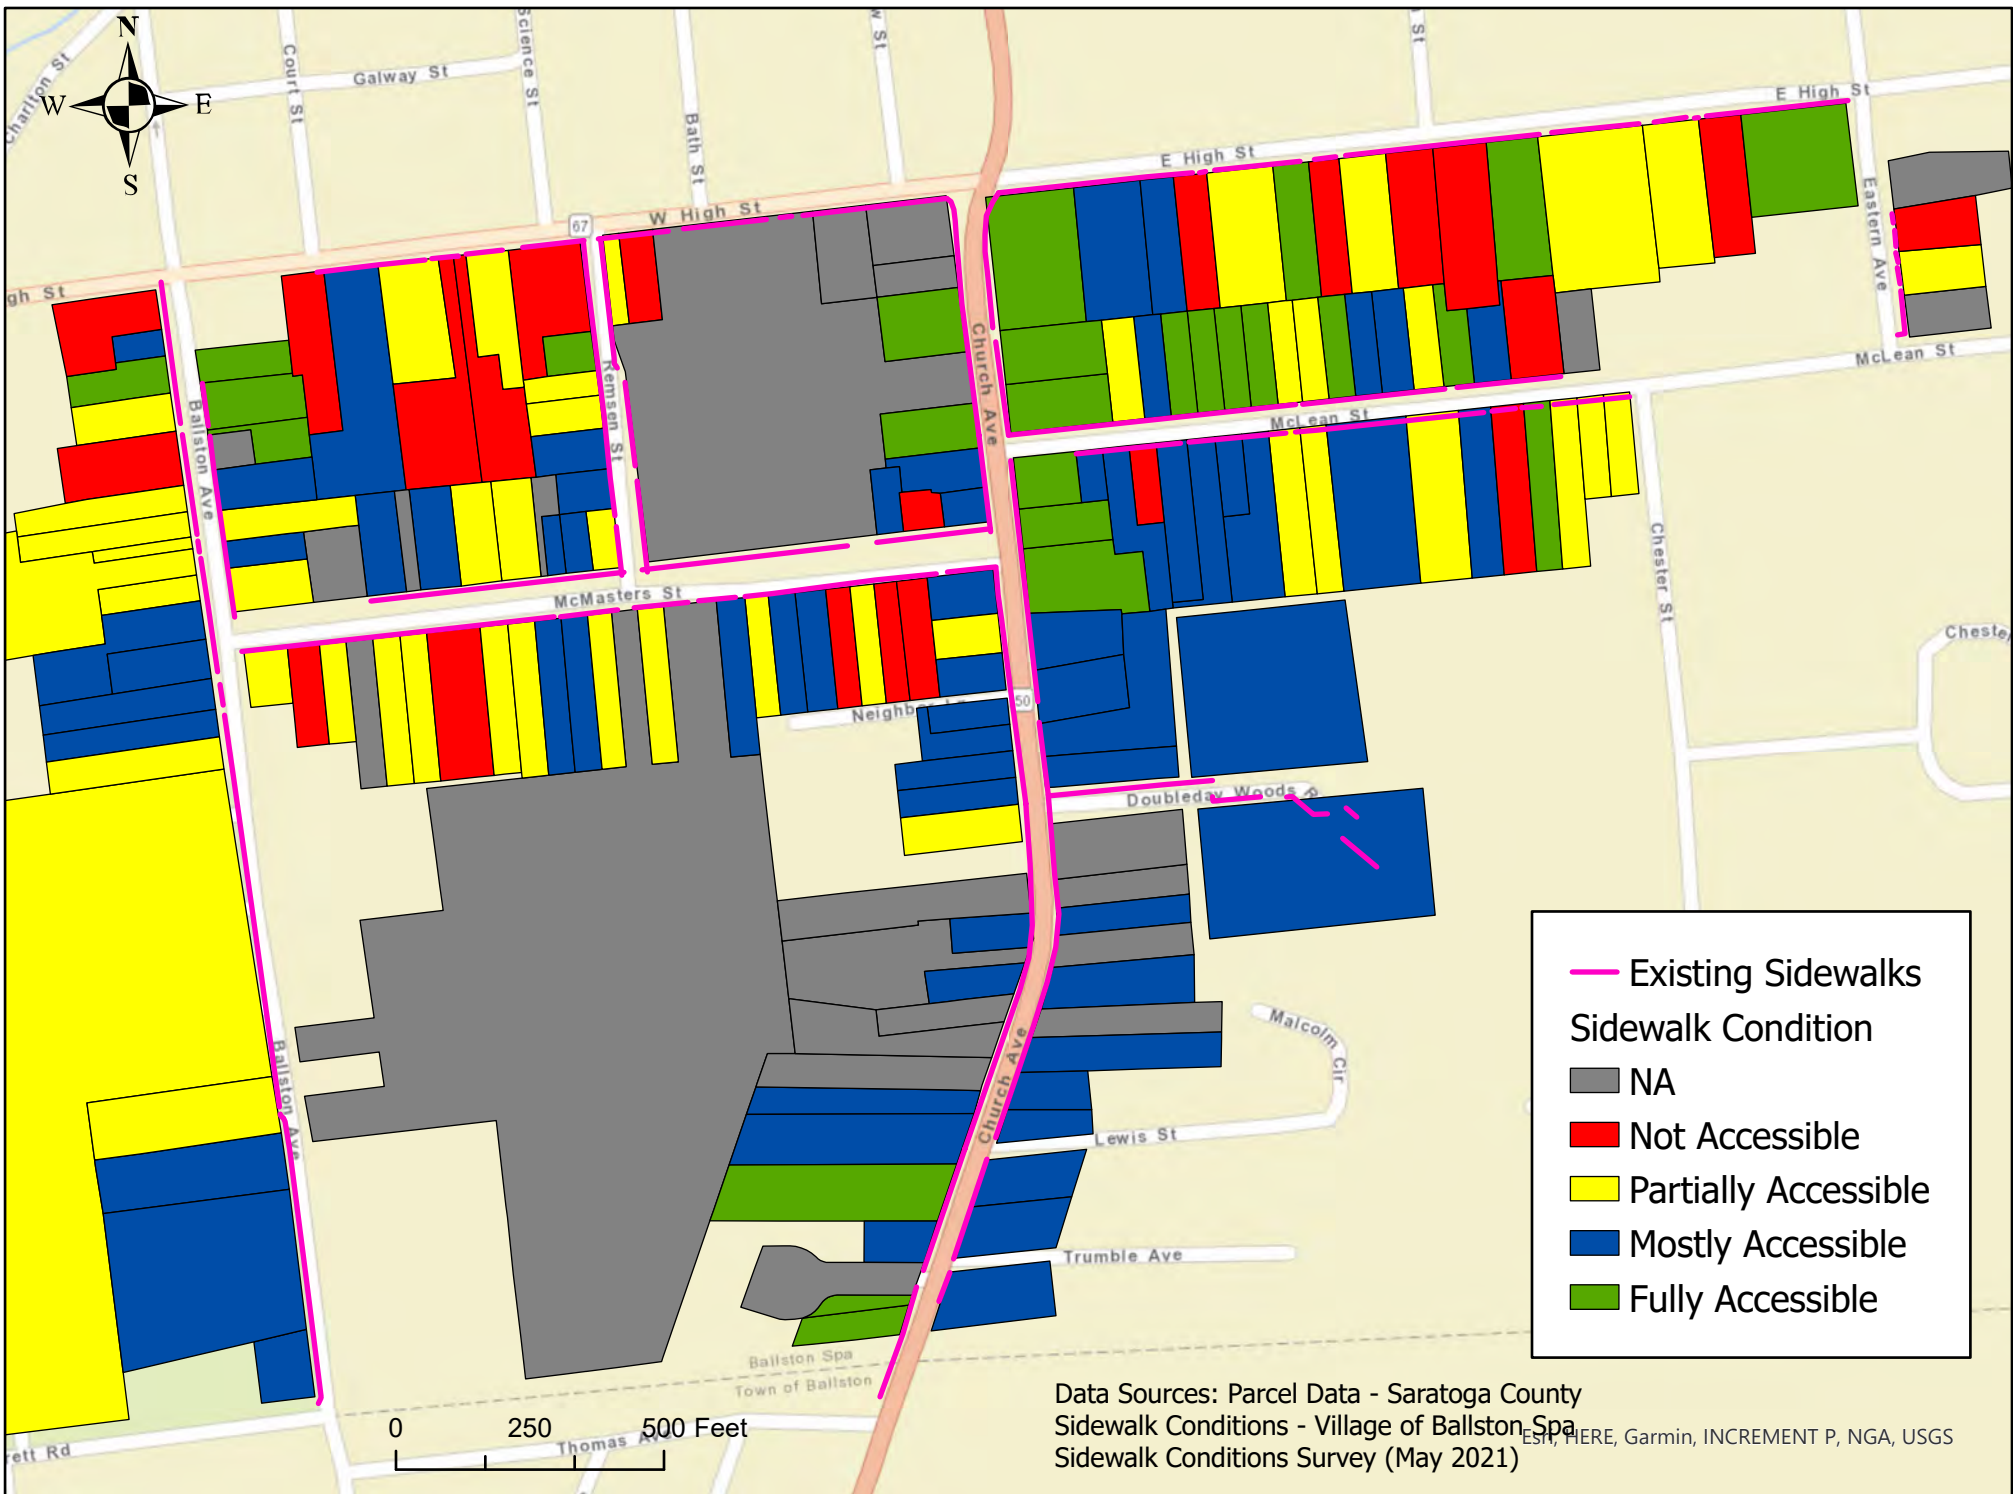 N
W
E
S
Charlton St
Court St
Galway St
Science St
Bath St
w St
St
E High St
E High St
W High St
67
gh St
Eastern Ave
McLean St
McLean St
Church Ave
Remsen St
Ballston Ave
McMasters St
Chester St
Cheste
Neighb
50
Doubleday Woods
Malcolm Cir
Church Ave
Ballston Ave
Lewis St
Trumble Ave
Ballston Spa
Town of Ballston
Thomas Ave
rett Rd
0 250 500 Feet
Existing Sidewalks
Sidewalk Condition
NA
Not Accessible
Partially Accessible
Mostly Accessible
Fully Accessible
Data Sources: Parcel Data - Saratoga County
Sidewalk Conditions - Village of Ballston Spa
Sidewalk Conditions Survey (May 2021)
Esri, HERE, Garmin, INCREMENT P, NGA, USGS